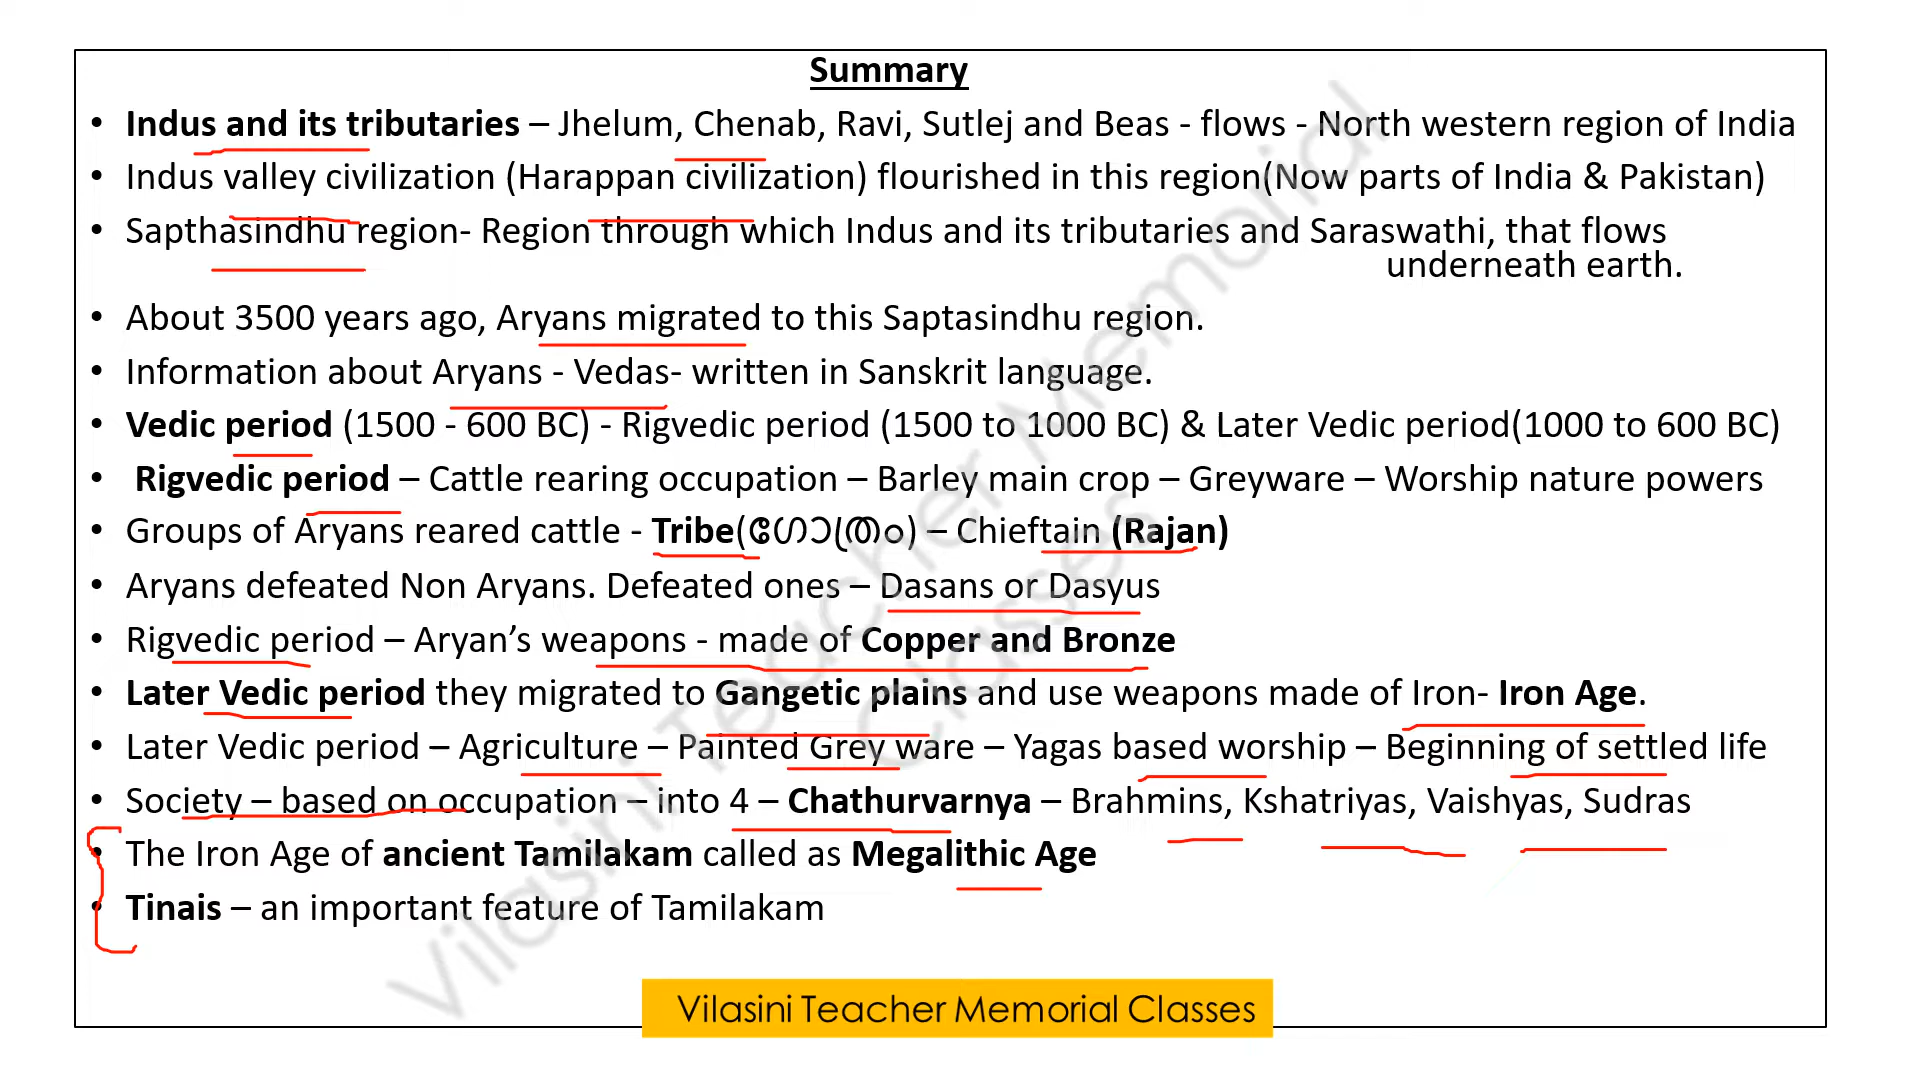 Summary
• Indus and its tributaries – Jhelum, Chenab, Ravi, Sutlej and Beas - flows - North western region of India
• Indus valley civilization (Harappan civilization) flourished in this region(Now parts of India & Pakistan)
• Sapthasindhu region- Region through which Indus and its tributaries and Saraswathi, that flows
underneath earth.
• About 3500 years ago, Aryans migrated to this Saptasindhu region.
• Information about Aryans - Vedas- written in Sanskrit language.
• Vedic period (1500 - 600 BC) - Rigvedic period (1500 to 1000 BC) & Later Vedic period(1000 to 600 BC)
• Rigvedic period – Cattle rearing occupation – Barley main crop – Greyware – Worship nature powers
• Groups of Aryans reared cattle - Tribe(ഗോത്രം) – Chieftain (Rajan)
• Aryans defeated Non Aryans. Defeated ones – Dasans or Dasyus
• Rigvedic period – Aryan’s weapons - made of Copper and Bronze
• Later Vedic period they migrated to Gangetic plains and use weapons made of Iron- Iron Age.
• Later Vedic period – Agriculture – Painted Grey ware – Yagas based worship – Beginning of settled life
• Society – based on occupation – into 4 – Chathurvarnya – Brahmins, Kshatriyas, Vaishyas, Sudras
• The Iron Age of ancient Tamilakam called as Megalithic Age
• Tinais – an important feature of Tamilakam
Vilasini Teacher Memorial
Classes
Vilasini Teacher Memorial Classes